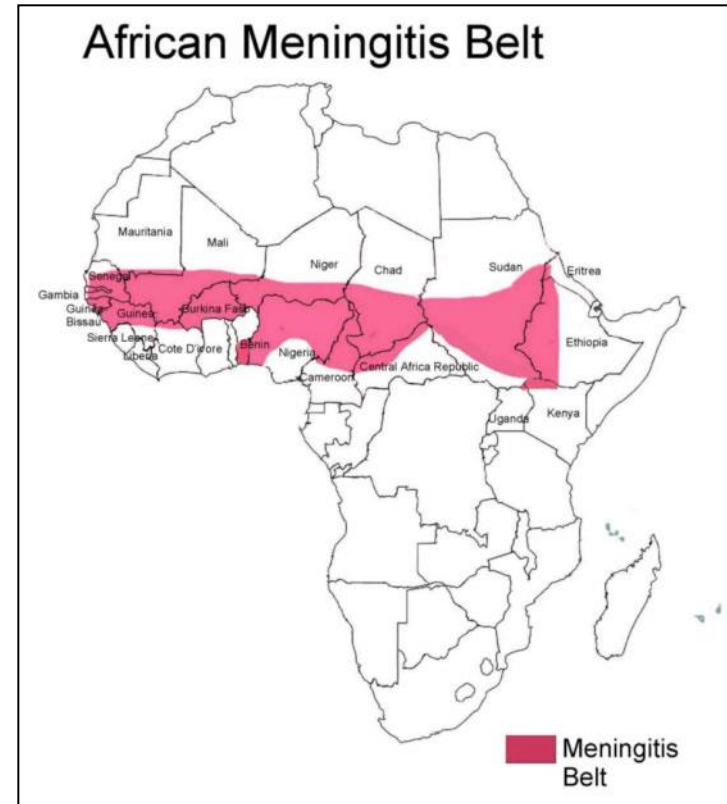 African Meningitis Belt
Mauritania
Mali
Niger
Chad
Sudan
Eritrea
Senegal
Gambia
Guinea
Bissau
Guinea
Burkina Faso
Sierra Leone
Liberia
Cote D'ivore
Benin
Nigeria
Cameroon
Central Africa Republic
Ethiopia
Uganda
Kenya
Meningitis
Belt